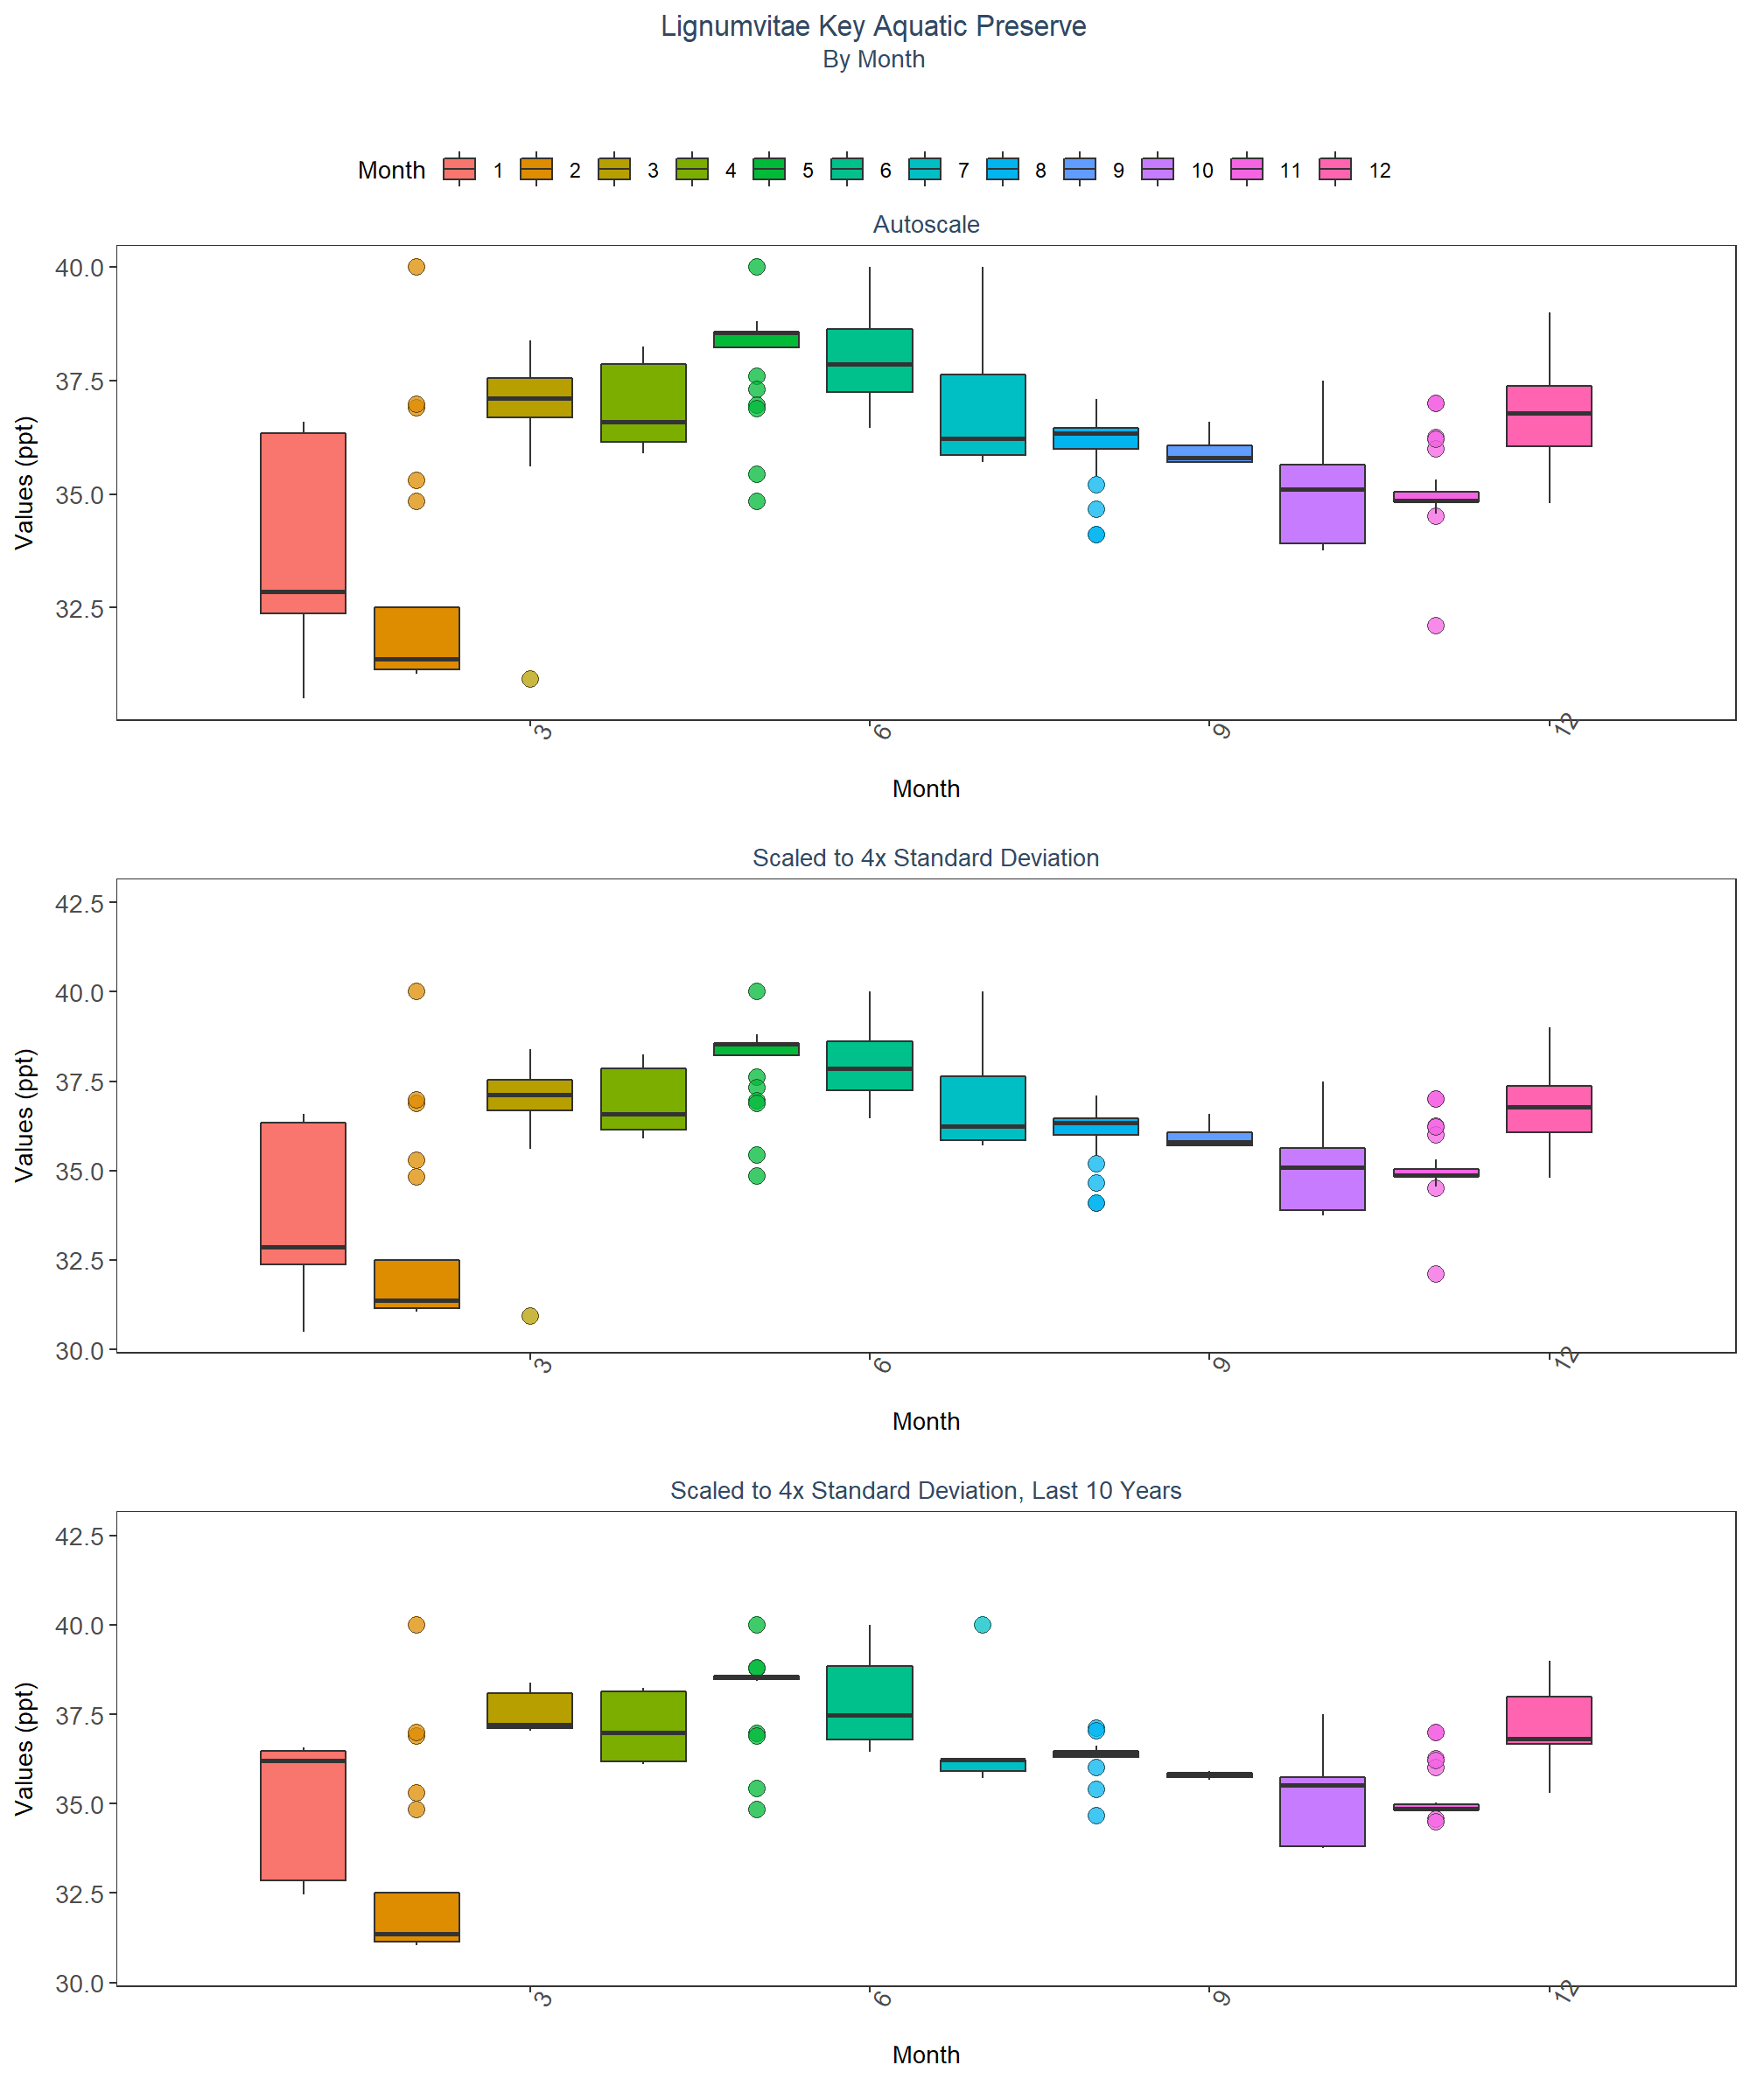 Lignumvitae Key Aquatic Preserve
By Month
Month 1 2 3 4 5 6 7 8 9 10 11 12
Autoscale
Values (ppt)
40.0
37.5
35.0
32.5
3 6 9 12
Month
Scaled to 4x Standard Deviation
Values (ppt)
42.5
40.0
37.5
35.0
32.5
30.0
3 6 9 12
Month
Scaled to 4x Standard Deviation, Last 10 Years
Values (ppt)
42.5
40.0
37.5
35.0
32.5
30.0
3 6 9 12
Month